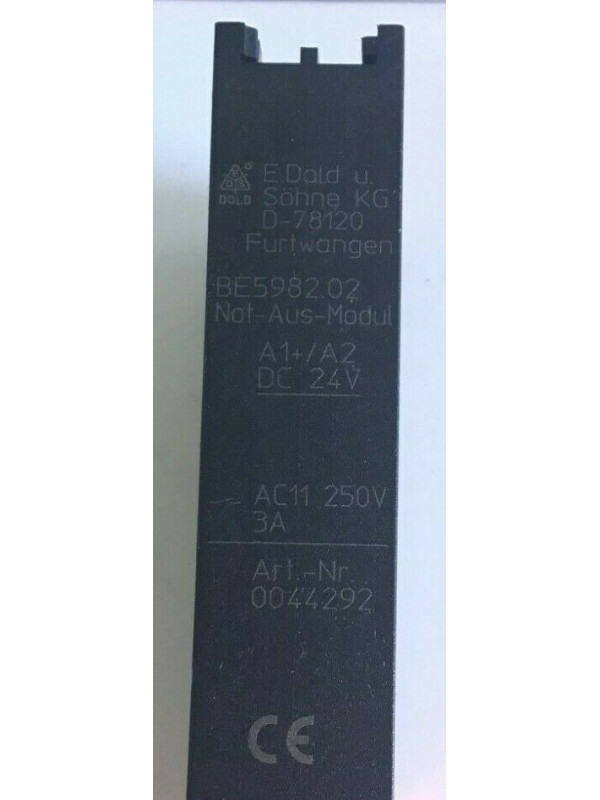 E.Dold u.
Söhne KG
DOLD
D-78120
Furtwangen
BE5982.02
Not-Aus-Modul
A1+/A2
DC 24V
AC11 250V
3A
Art.-Nr.
0044292
CE